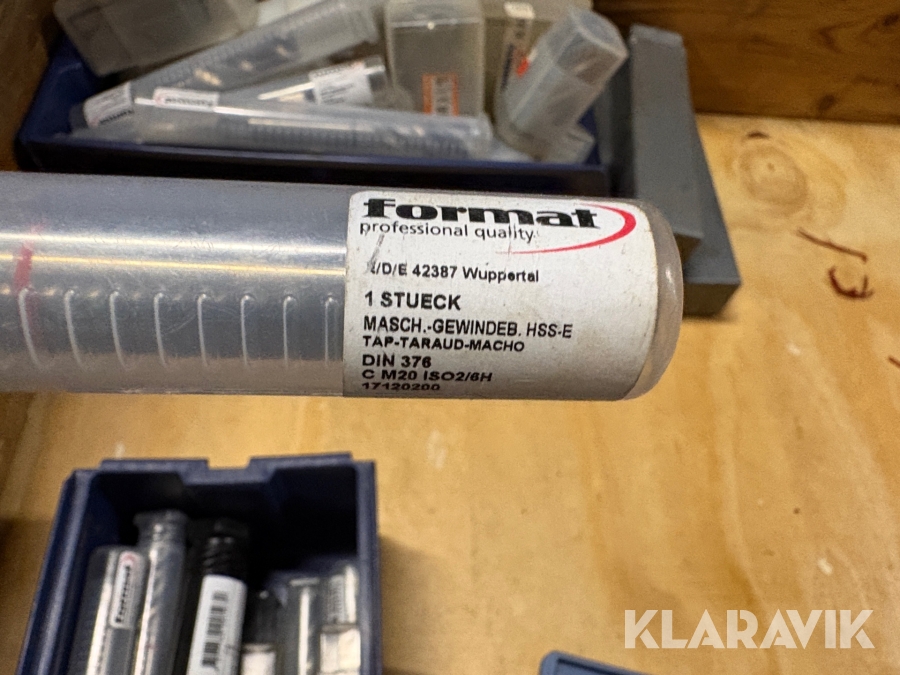 format
professional quality
/D/E 42387 Wuppertal
1 STUECK
MASCH.-GEWINDEB. HSS-E
TAP-TARAUD-MACHO
DIN 376
C M20 ISO2/6H
17120200
format
KLARAVIK